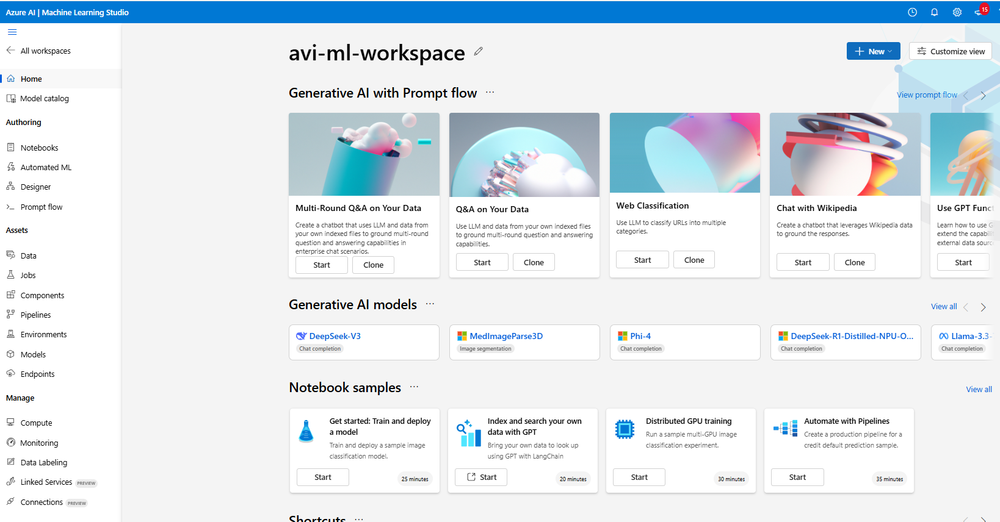 Azure AI | Machine Learning Studio
15
All workspaces
Home
Model catalog
Authoring
Notebooks
Automated ML
Designer
Prompt flow
Assets
Data
Jobs
Components
Pipelines
Environments
Models
Endpoints
Manage
Compute
Monitoring
Data Labeling
Linked Services PREVIEW
Connections PREVIEW
avi-ml-workspace
New
Customize view
Generative AI with Prompt flow ...
View prompt flow
Multi-Round Q&A on Your Data
Create a chatbot that uses LLM and data from
your own indexed files to ground multi-round
question and answering capabilities in
enterprise chat scenarios.
Start
Clone
Q&A on Your Data
Use LLM and data from your own indexed files
to ground multi-round question and answering
capabilities.
Start
Clone
Web Classification
Use LLM to classify URLs into multiple
categories.
Start
Clone
Chat with Wikipedia
Create a chatbot that leverages Wikipedia data
to ground the responses.
Start
Clone
Use GPT Funct
Learn how to use G
extend the capabil
external data sourc
Start
Generative AI models ...
View all
DeepSeek-V3
Chat completion
MedImageParse3D
Image segmentation
Phi-4
Chat completion
DeepSeek-R1-Distilled-NPU-O...
Chat completion
Llama-3.3-
Chat completion
Notebook samples ...
View all
Get started: Train and deploy
a model
Train and deploy a sample image
classification model.
Start
25 minutes
Index and search your own
data with GPT
Bring your own data to look up
using GPT with LangChain
Start
20 minutes
Distributed GPU training
Run a sample multi-GPU image
classification experiment.
Start
30 minutes
Automate with Pipelines
Create a production pipeline for a
credit default prediction sample.
Start
35 minutes
Shortcuts ...